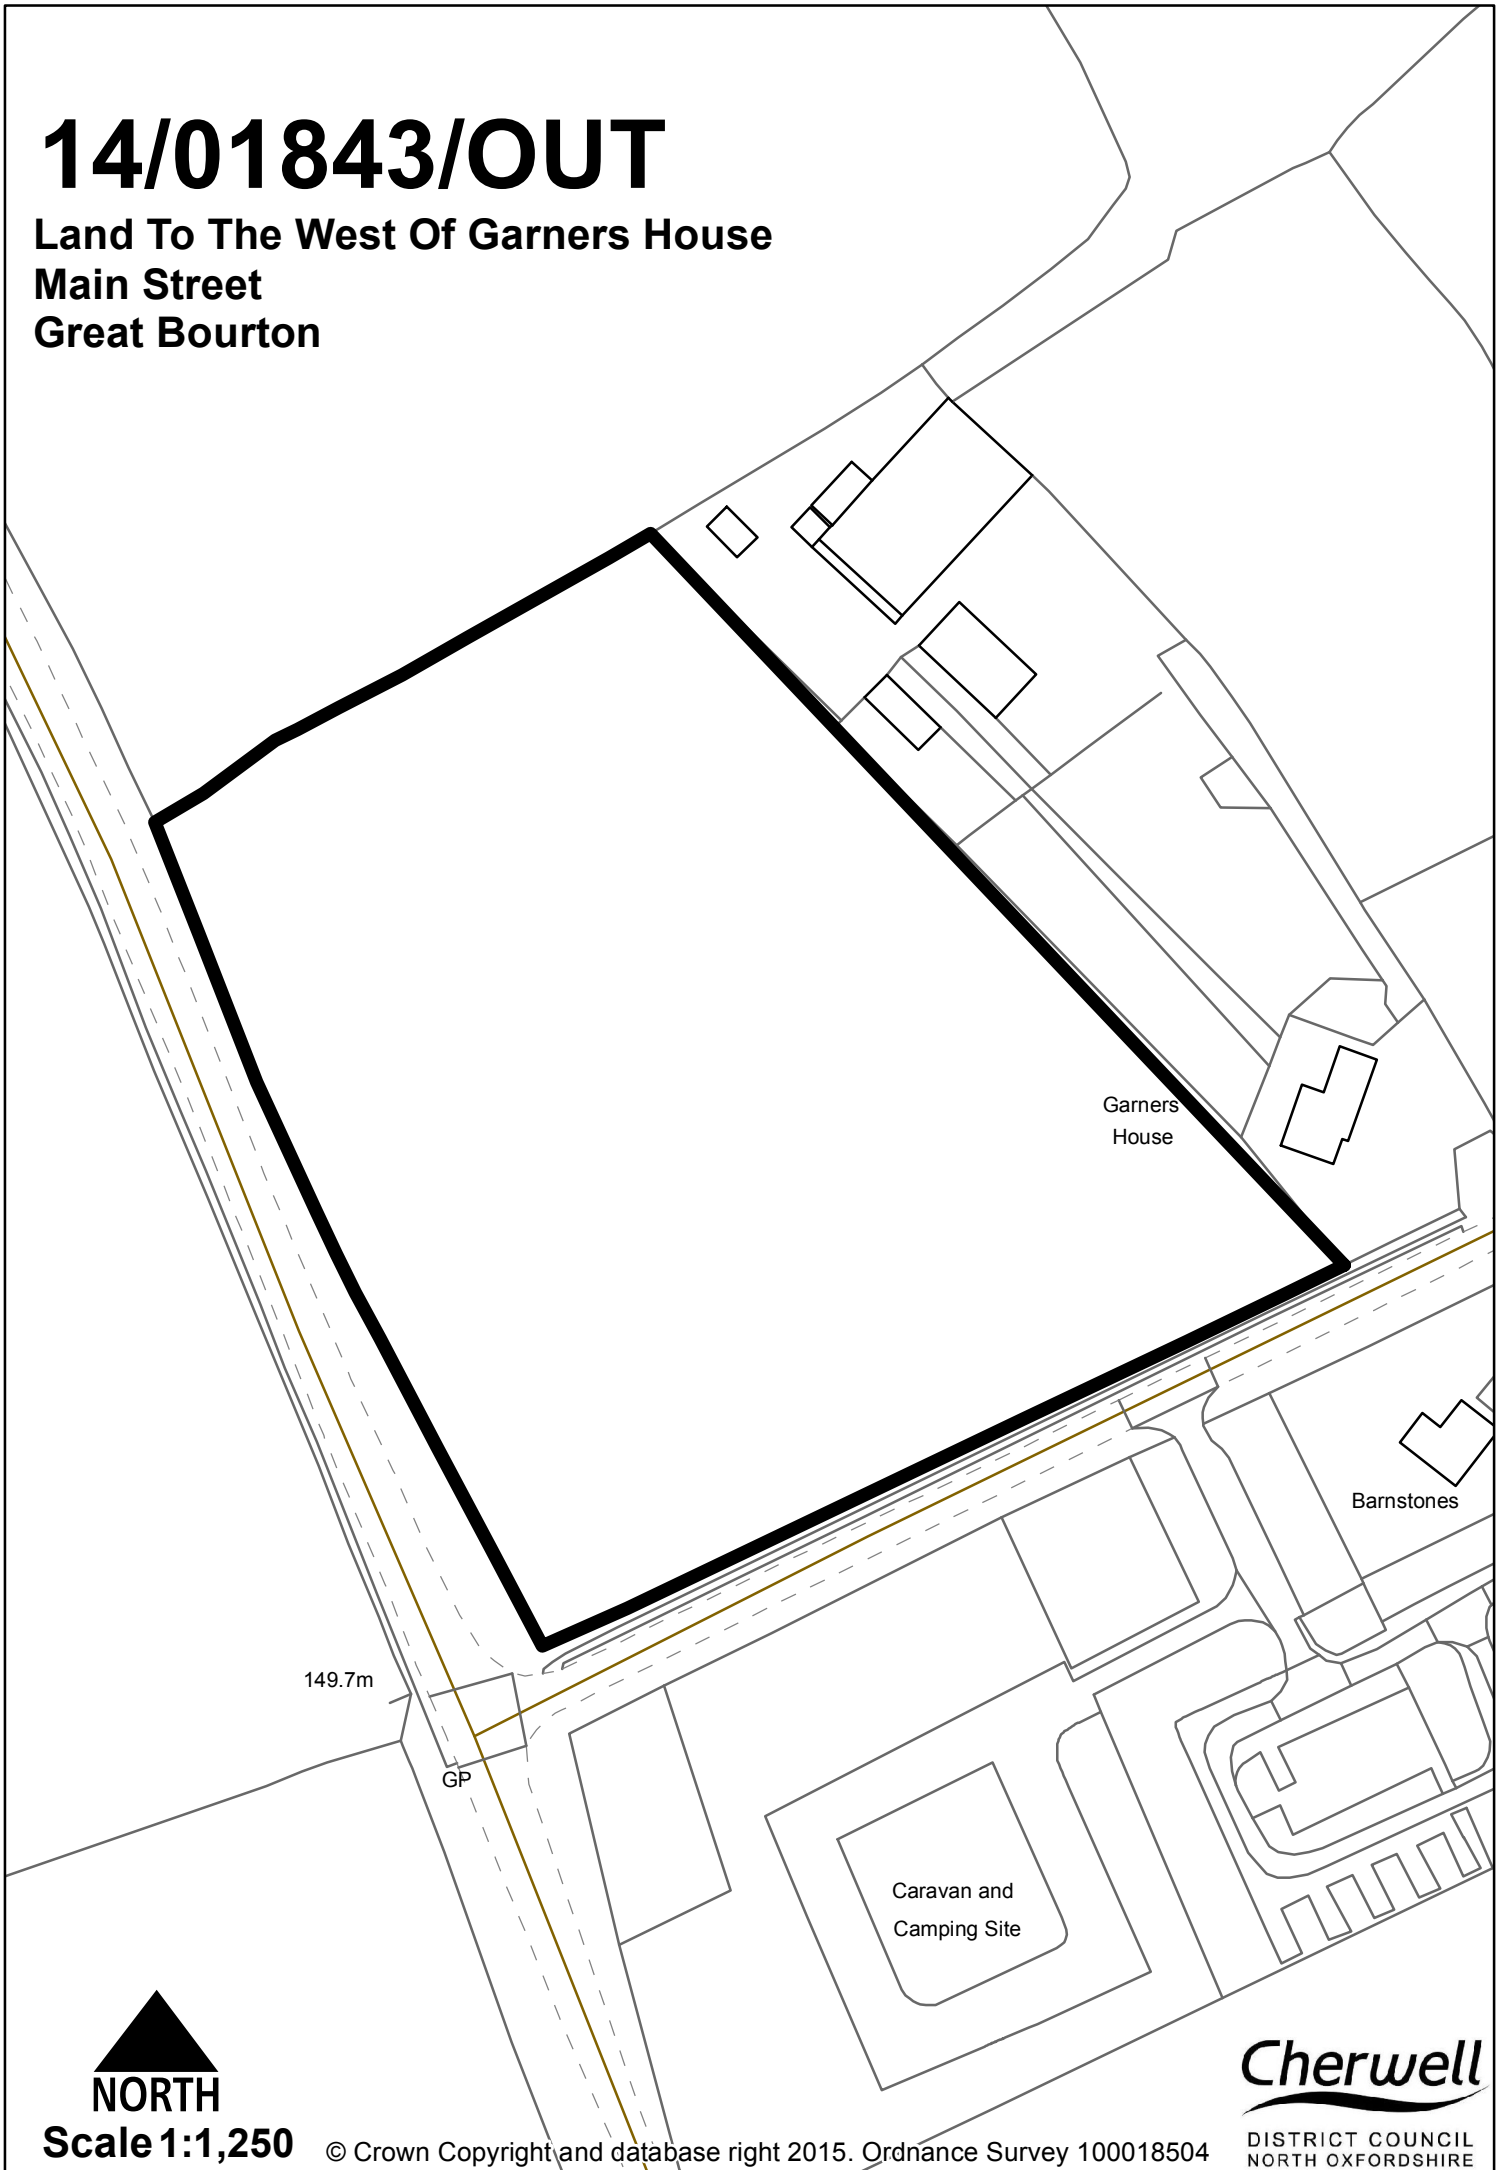 14/01843/OUT
Land To The West Of Garners House
Main Street
Great Bourton
Garners
House
Barnstones
149.7m
GP
Caravan and
Camping Site
NORTH
Scale 1:1,250
© Crown Copyright and database right 2015. Ordnance Survey 100018504
Cherwell
DISTRICT COUNCIL
NORTH OXFORDSHIRE